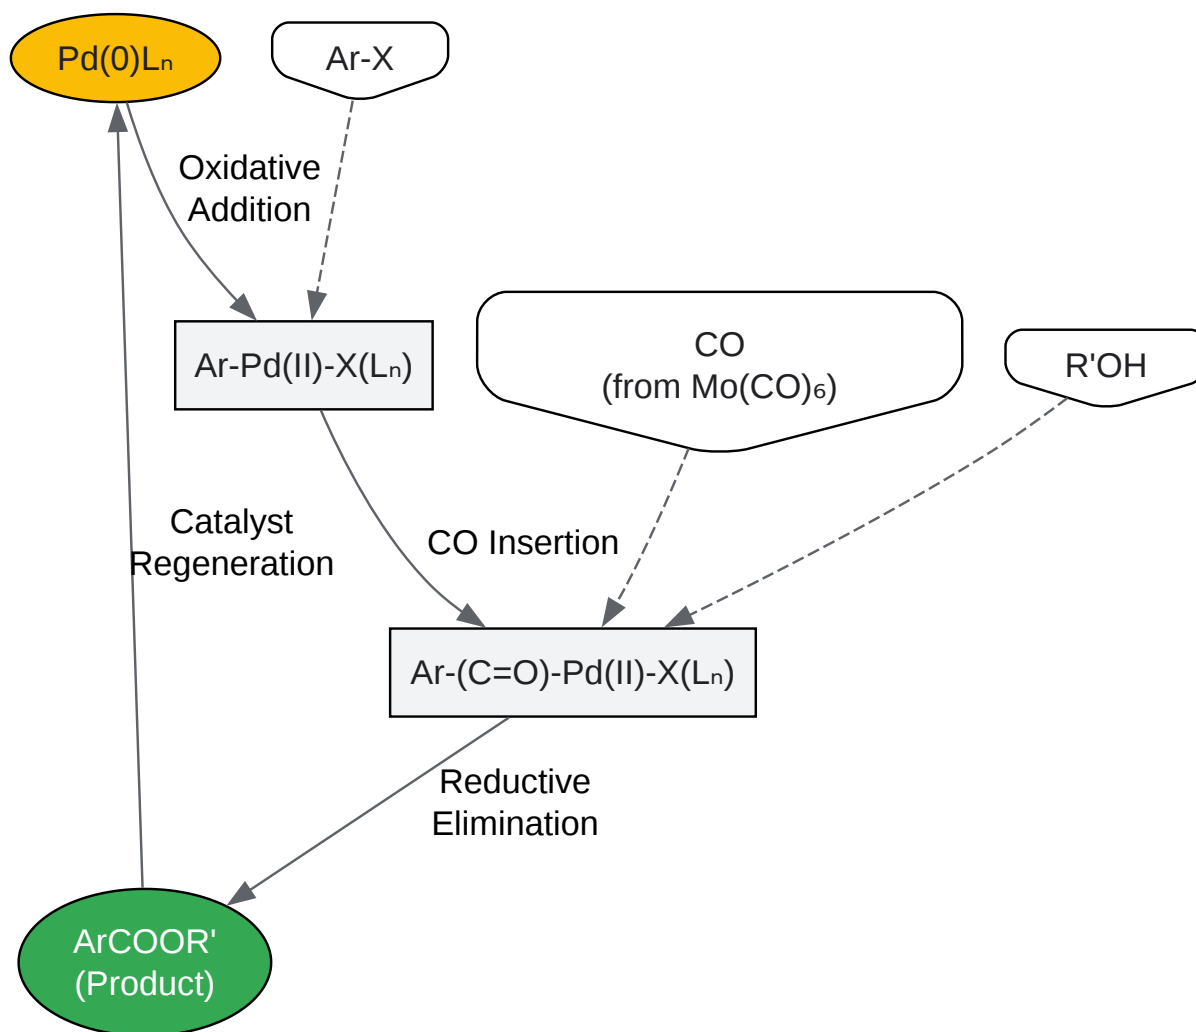 Pd(0)Lₙ
Ar-X
Oxidative
Addition
Ar-Pd(II)-X(Lₙ)
CO
(from Mo(CO)₆)
R'OH
Catalyst
Regeneration
CO Insertion
Ar-(C=O)-Pd(II)-X(Lₙ)
Reductive
Elimination
ArCOOR'
(Product)